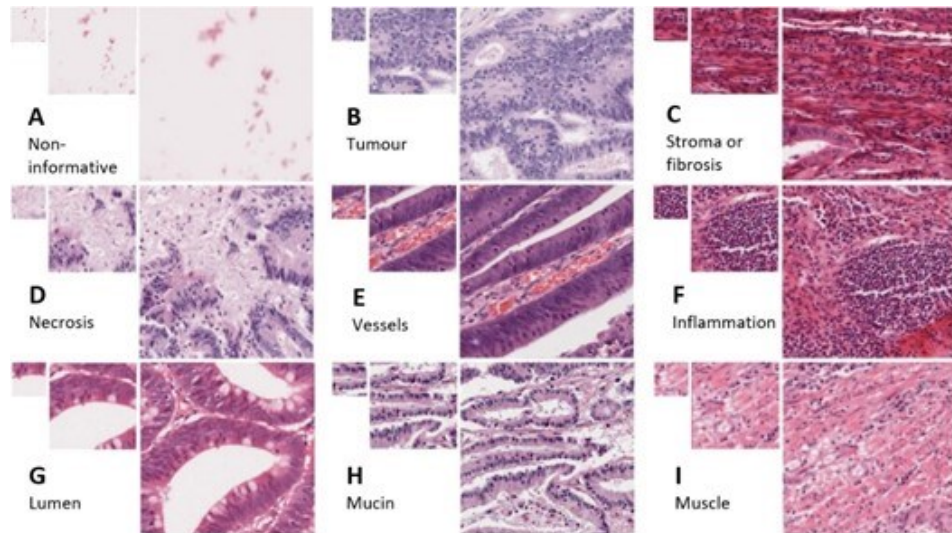 A
Non-
informative
B
Tumour
C
Stroma or
fibrosis
D
Necrosis
E
Vessels
F
Inflammation
G
Lumen
H
Mucin
I
Muscle